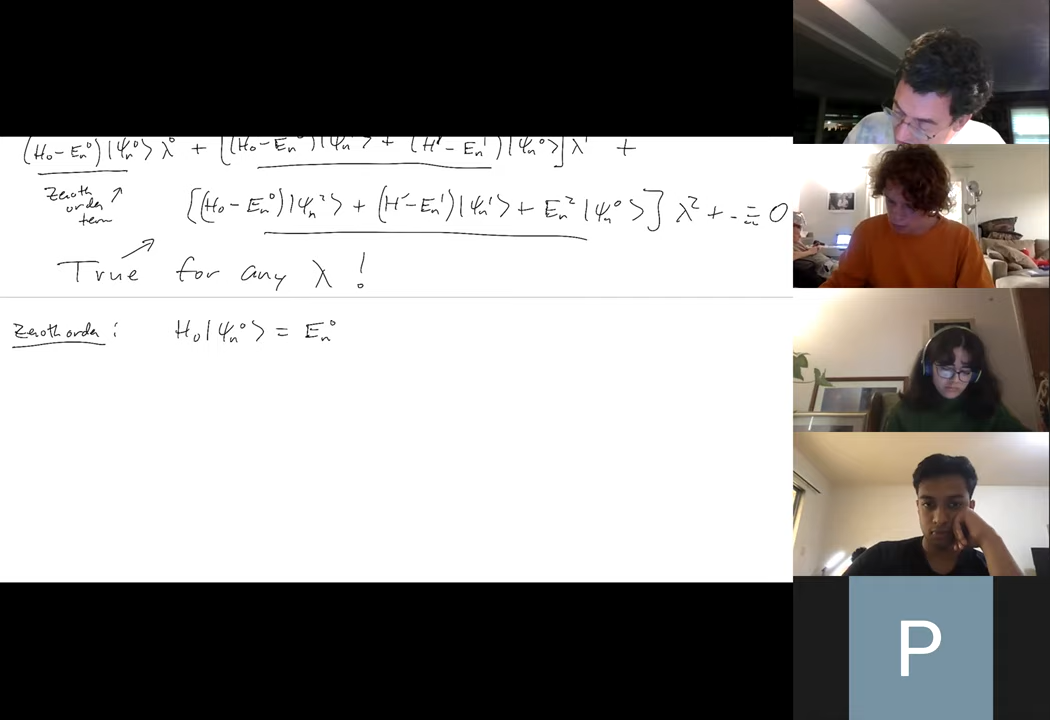 (H₀-Eₙ⁰)|ψₙ⁰>λ⁰ + [(H₀-Eₙ⁰)|ψₙ¹> + (H'-Eₙ¹)|ψₙ⁰>]λ¹ +
Zeroth
order
term
[(H₀-Eₙ⁰)|ψₙ²> + (H'-Eₙ¹)|ψₙ¹> + Eₙ²|ψₙ⁰>] λ² + .. = 0
True for any λ !
Zeroth order : H₀|ψₙ⁰> = Eₙ⁰
P